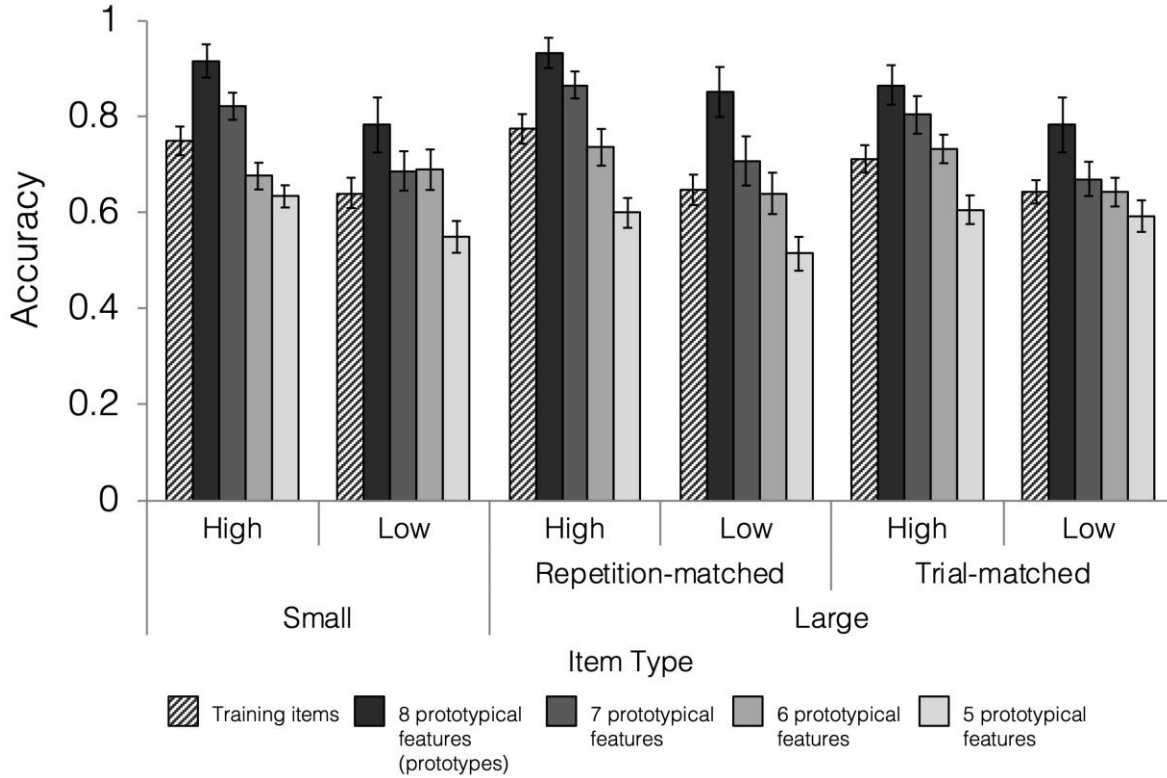 1
0.8
0.6
0.4
0.2
0
Accuracy
High Low High Low High Low
Repetition-matched Trial-matched
Small Large
Item Type
Training items
8 prototypical
features
(prototypes)
7 prototypical
features
6 prototypical
features
5 prototypical
features